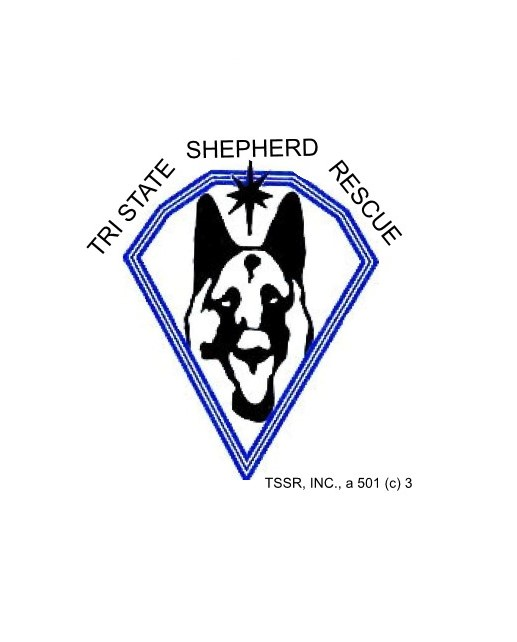 TRI STATE SHEPHERD RESCUE
TSSR, INC., a 501 (c) 3